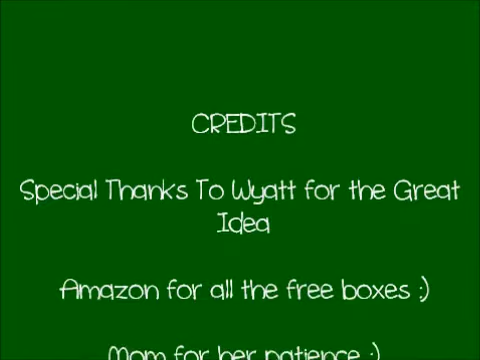 CREDITS
Special Thanks To Wyatt for the Great
Idea
Amazon for all the free boxes :)
Mom for her patience :)